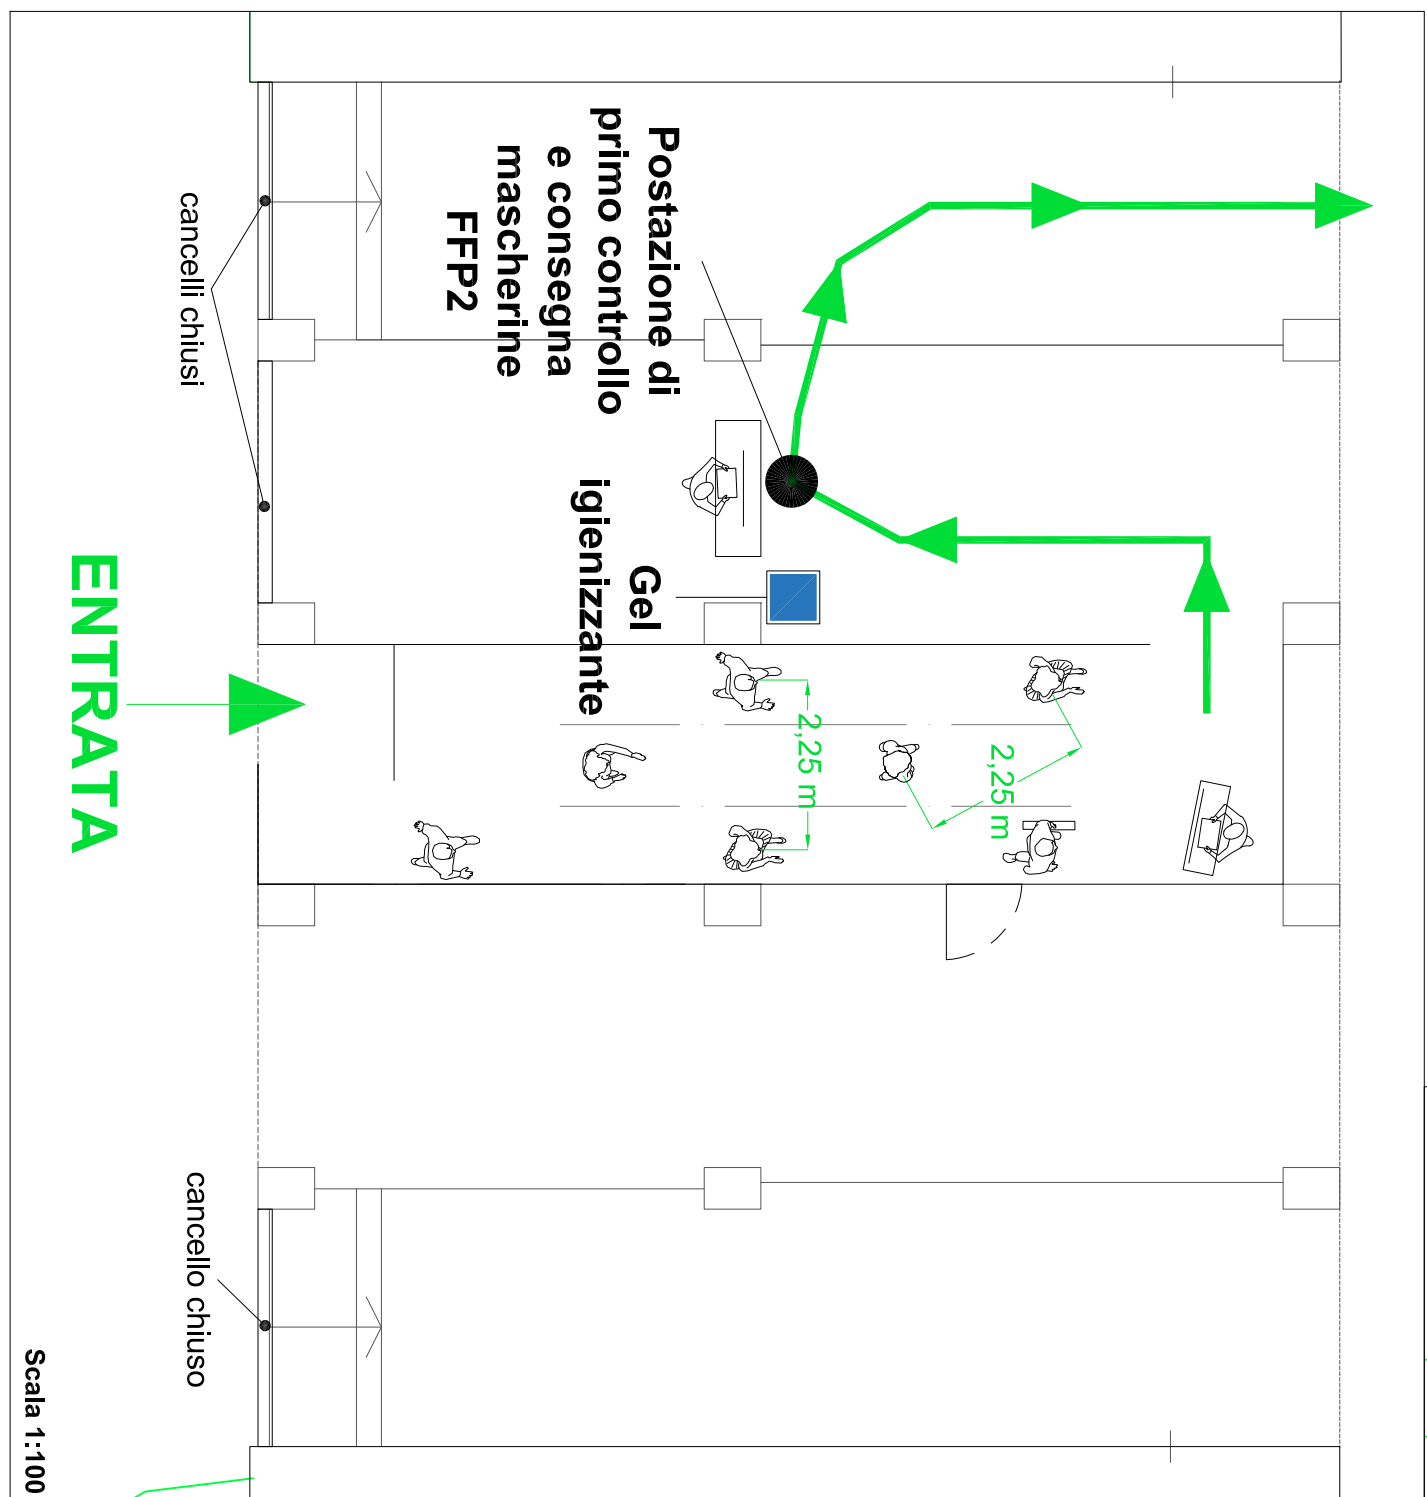 Postazione di
primo controllo
e consegna
mascherine
FFP2
Gel
igienizzante
2,25 m
2,25 m
cancelli chiusi
ENTRATA
cancello chiuso
Scala 1:100